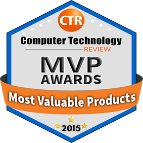 CTR
Computer Technology
REVIEW
MVP
AWARDS
Most Valuable Products
2015